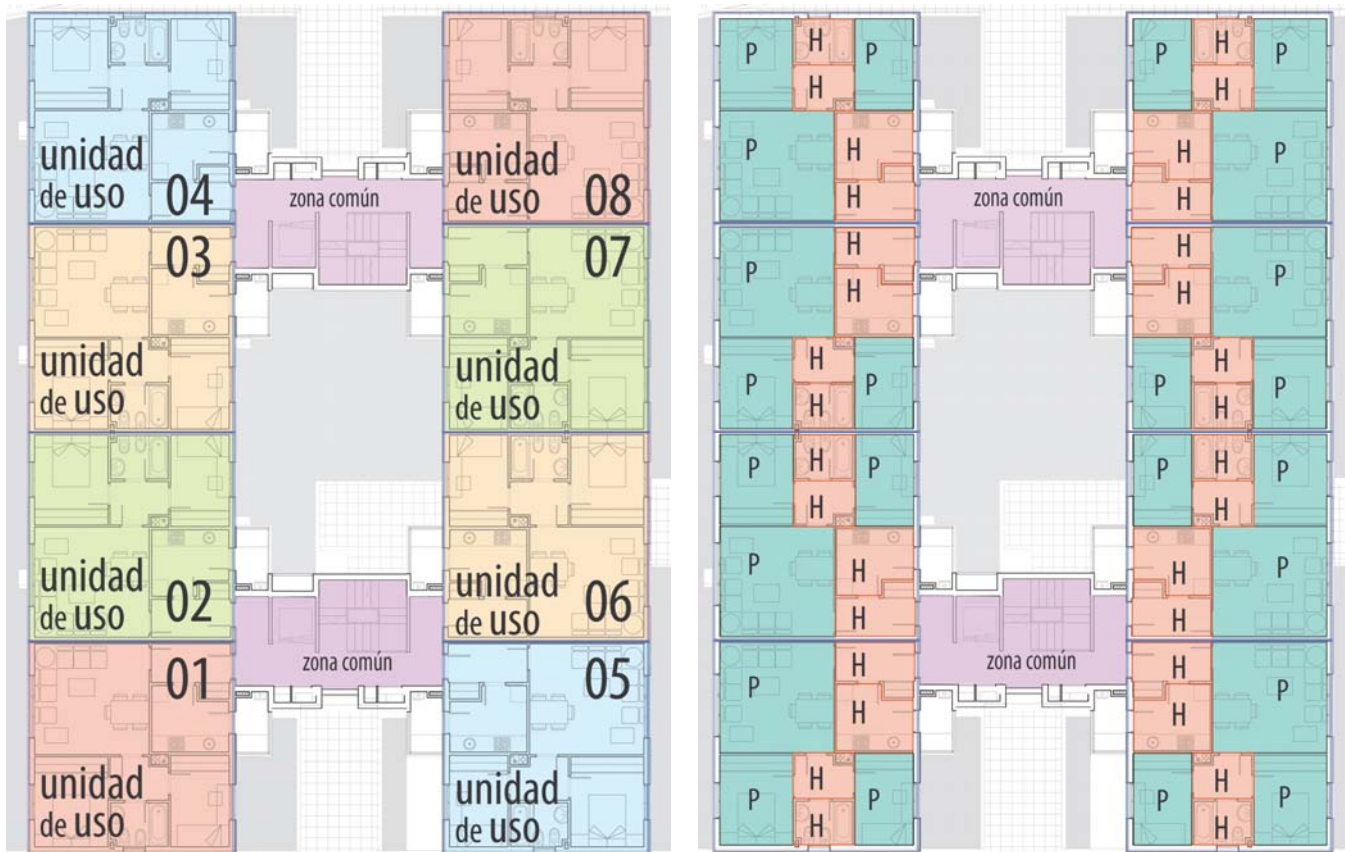 unidad
de uso 04
zona común
unidad
de uso 08
03
07
unidad
de uso
unidad
de uso
unidad
de uso 02
unidad
de uso 06
01
zona común
05
unidad
de uso
unidad
de uso
P H P P H P
H H
P H H P
H zona común H
H H
P P
H H
H H
P P P P
H H
P H P P H P
H H
P H H P
H H
H zona común H
P P
H H
H H
P P P P
H H